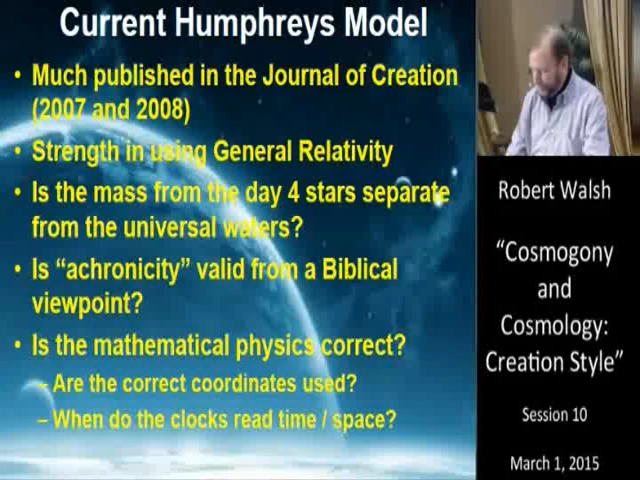 Current Humphreys Model
• Much published in the Journal of Creation
(2007 and 2008)
• Strength in using General Relativity
• Is the mass from the day 4 stars separate
from the universal waters?
• Is “achronicity” valid from a Biblical
viewpoint?
• Is the mathematical physics correct?
– Are the correct coordinates used?
– When do the clocks read time / space?
Robert Walsh
“Cosmogony
and
Cosmology:
Creation Style”
Session 10
March 1, 2015